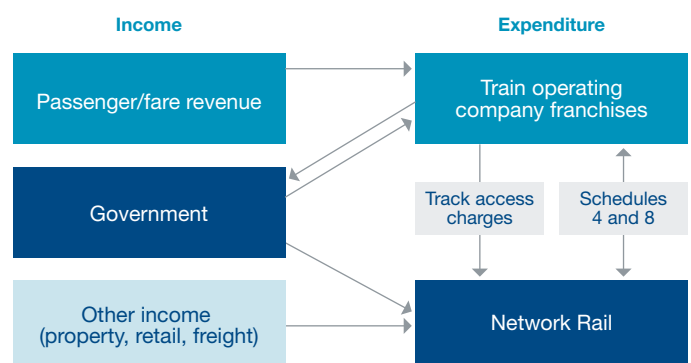 Income
Expenditure
Passenger/fare revenue
Train operating
company franchises
Government
Track access
charges
Schedules
4 and 8
Other income
(property, retail, freight)
Network Rail